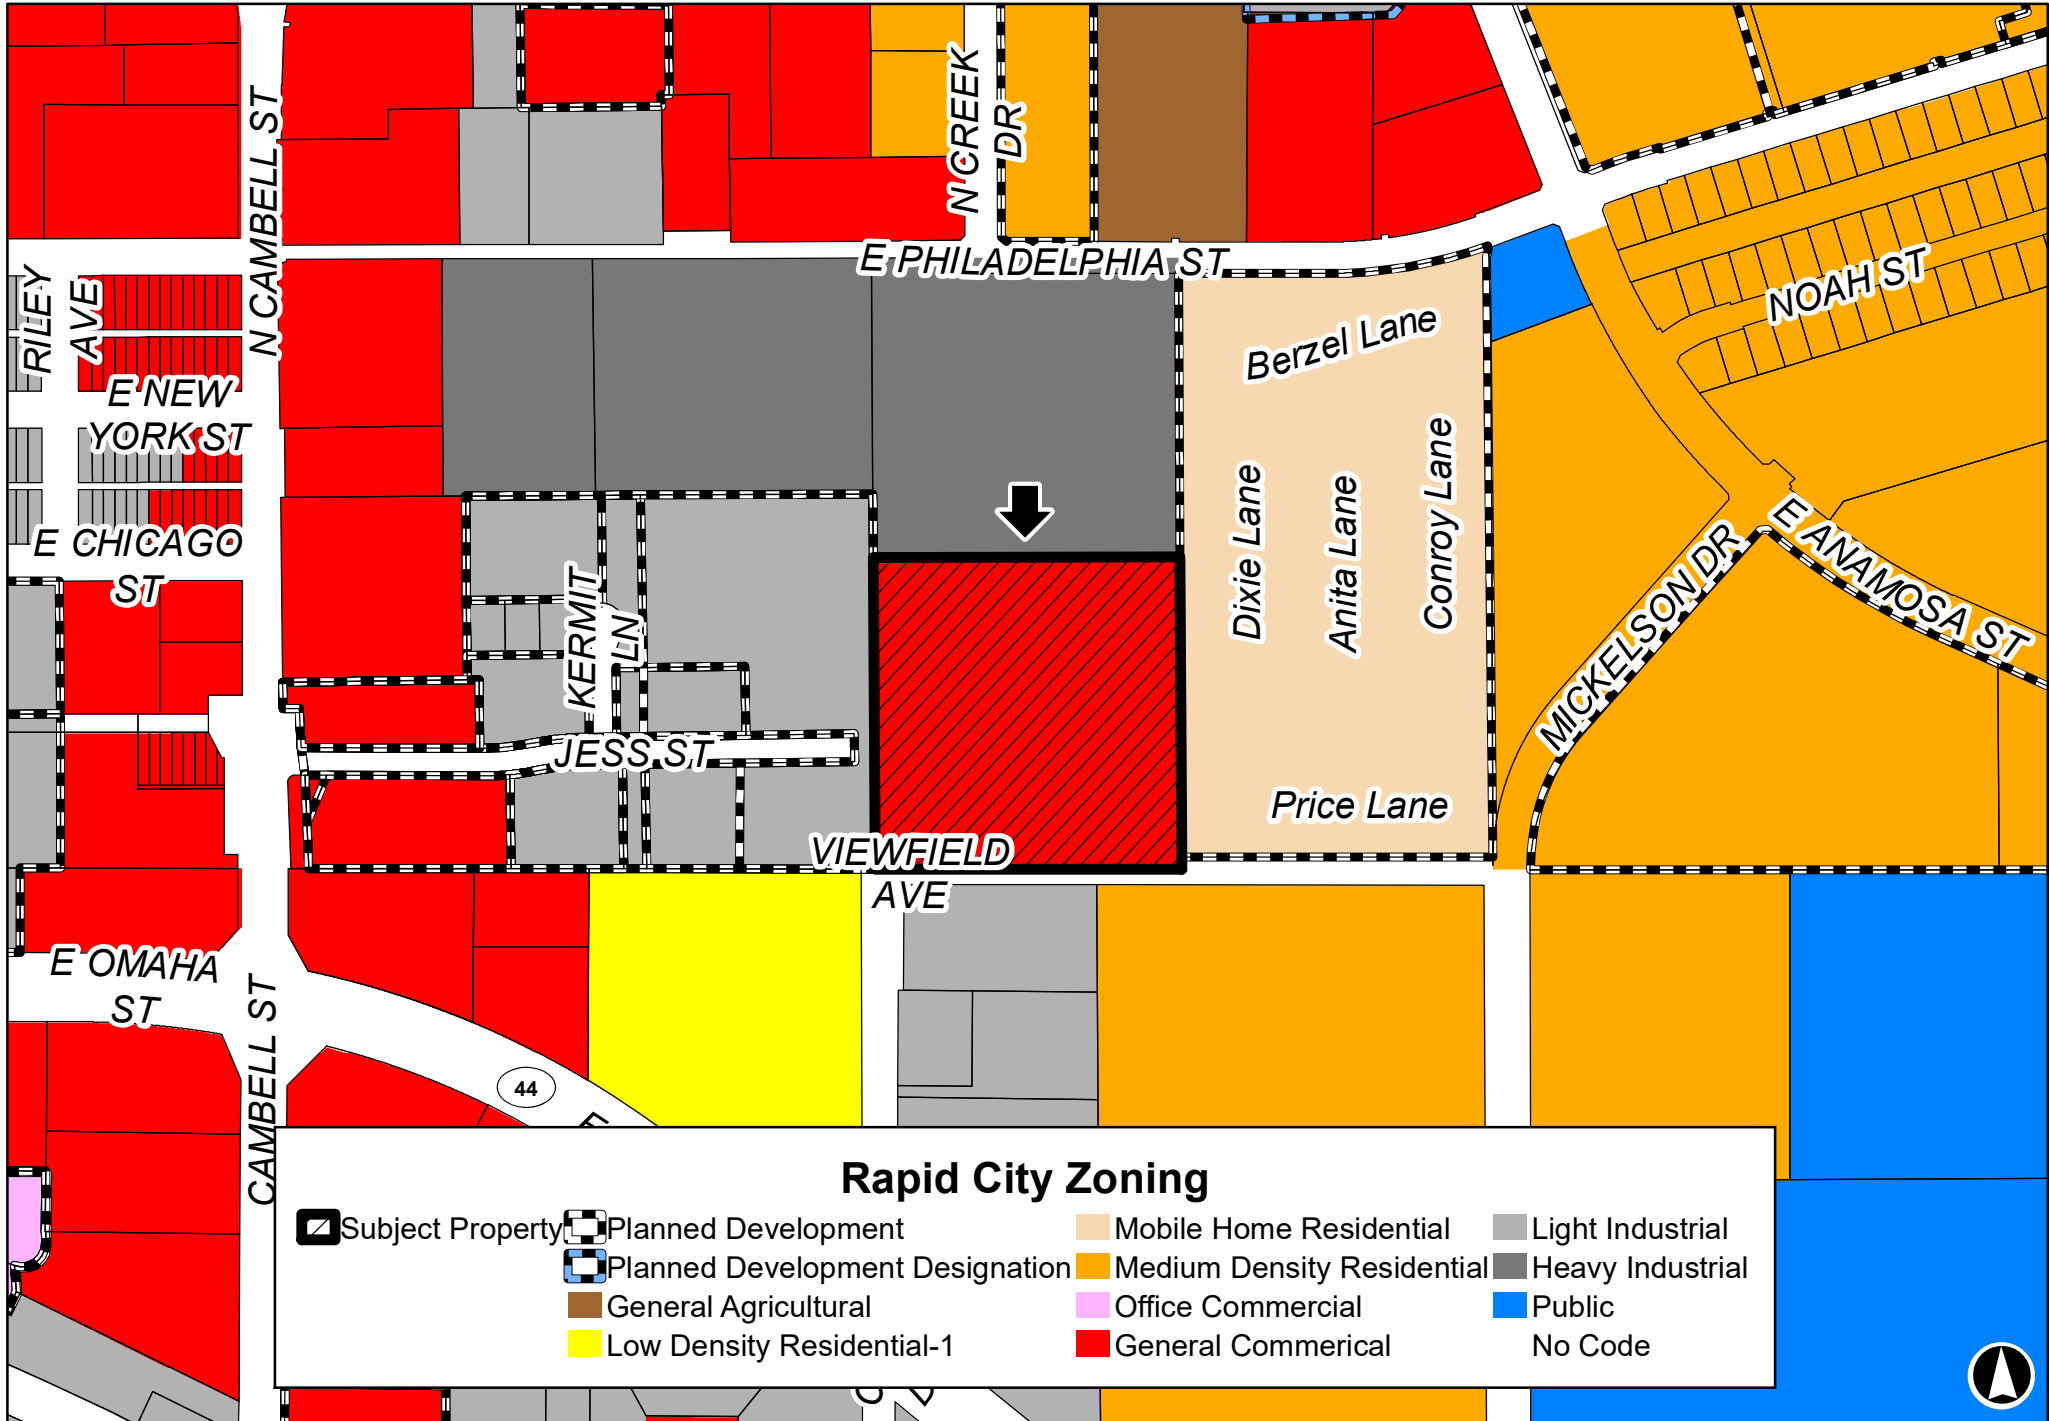 N CREEK
DR
N CAMBELL ST
E PHILADELPHIA ST
NOAH ST
RILEY
AVE
Berzel Lane
E NEW
YORK ST
Dixie Lane
Anita Lane
Conroy Lane
E CHICAGO
ST
E ANAMOSA ST
MICKELSON DR
KERMIT
LN
JESS ST
Price Lane
VIEWFIELD
AVE
E OMAHA
ST
CAMBELL ST
44
E
Rapid City Zoning
Subject Property
Planned Development
Mobile Home Residential
Light Industrial
Planned Development Designation
Medium Density Residential
Heavy Industrial
General Agricultural
Office Commercial
Public
Low Density Residential-1
General Commerical
No Code